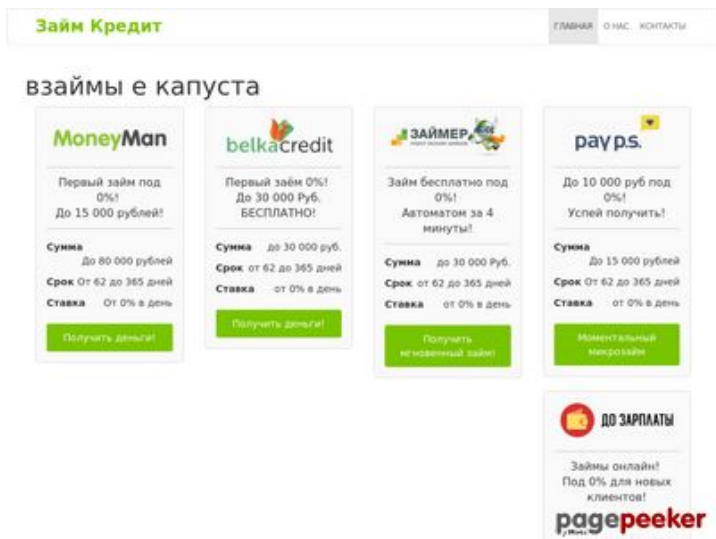 Займ Кредит
ГЛАВНАЯ О НАС. КОНТАКТЫ
взаймы е капуста
MoneyMan
Первый займ под
0%!
До 15 000 рублей!
Сумма
До 80 000 рублей
Срок От 62 до 365 дней
Ставка От 0% в день
Получить деньги!
belkacredit
Первый заём 0%!
До 30 000 Руб.
БЕСПЛАТНО!
Сумма до 30 000 руб.
Срок от 62 до 365 дней
Ставка от 0% в день
Получить деньги!
ЗАЙМЕР
Займ бесплатно под
0%!
Автоматом за 4
минуты!
Сумма до 30 000 Руб.
Срок от 62 до 365 дней
Ставка от 0% в день
Получить
мгновенный займ!
pay p.s.
До 10 000 руб под
0%!
Успей получить!
Сумма
До 15 000 рублей
Срок От 62 до 365 дней
Ставка от 0% в день
Моментальный
микрозайм
ДО ЗАРПЛАТЫ
Займы онлайн!
Под 0% для новых
клиентов!
pagepeeker